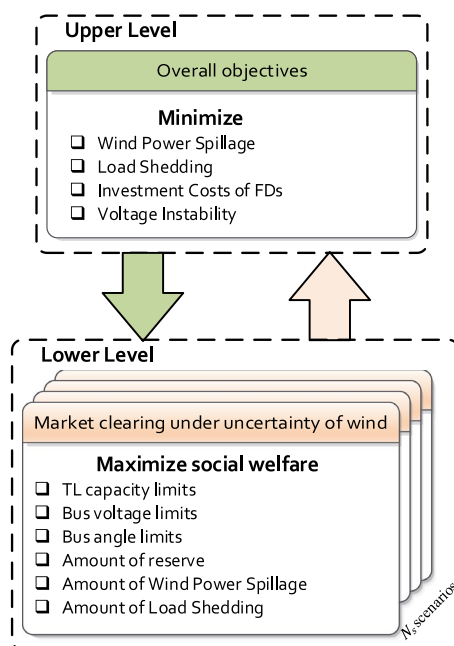 Upper Level
Overall objectives
Minimize
❑ Wind Power Spillage
❑ Load Shedding
❑ Investment Costs of FDs
❑ Voltage Instability
Lower Level
Market clearing under uncertainty of wind
Maximize social welfare
❑ TL capacity limits
❑ Bus voltage limits
❑ Bus angle limits
❑ Amount of reserve
❑ Amount of Wind Power Spillage
❑ Amount of Load Shedding
Ns scenarios